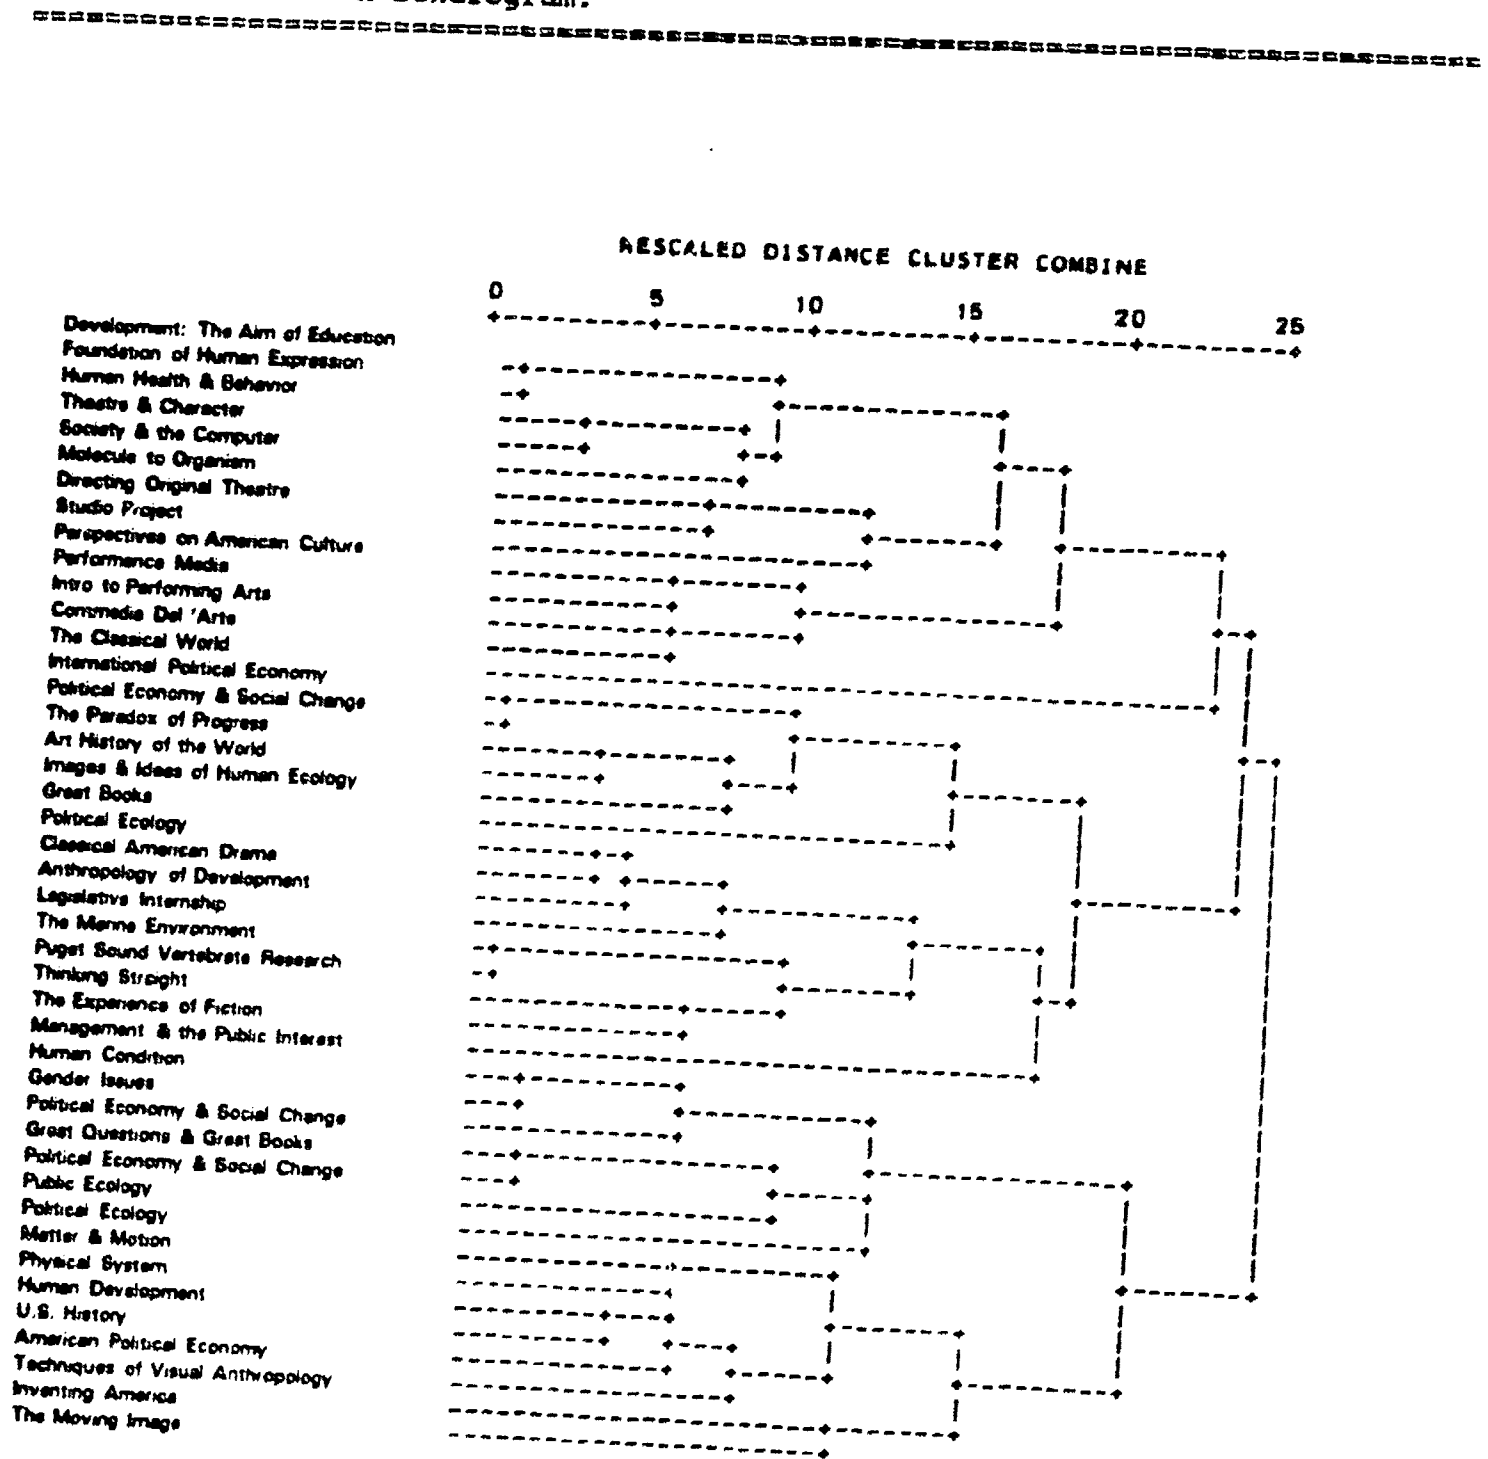 RESCALED DISTANCE CLUSTER COMBINE
0 5 10 15 20 25
Development: The Aim of Education
Foundation of Human Expression
Human Health & Behavior
Theatre & Character
Society & the Computer
Molecule to Organism
Directing Original Theatre
Studio Project
Perspectives on American Culture
Performance Media
Intro to Performing Arts
Commedia Del 'Arte
The Classical World
International Political Economy
Political Economy & Social Change
The Paradox of Progress
Art History of the World
Images & Ideas of Human Ecology
Great Books
Political Ecology
Classical American Drama
Anthropology of Development
Legislative Internship
The Marine Environment
Puget Sound Vertebrate Research
Thinking Straight
The Experience of Fiction
Management & the Public Interest
Human Condition
Gender Issues
Political Economy & Social Change
Great Questions & Great Books
Political Economy & Social Change
Public Ecology
Political Ecology
Matter & Motion
Physical System
Human Development
U.S. History
American Political Economy
Techniques of Visual Anthropology
Inventing America
The Moving Image